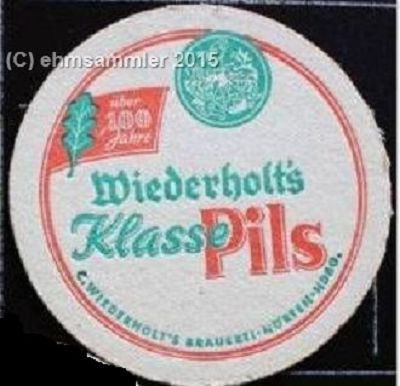 (C) ehmsammler 2015
über
100
Jahre
Wiederholt's
Klasse Pils
C. WIEDERHOLT'S BRAUEREI-NÖRTEN-HDBG.